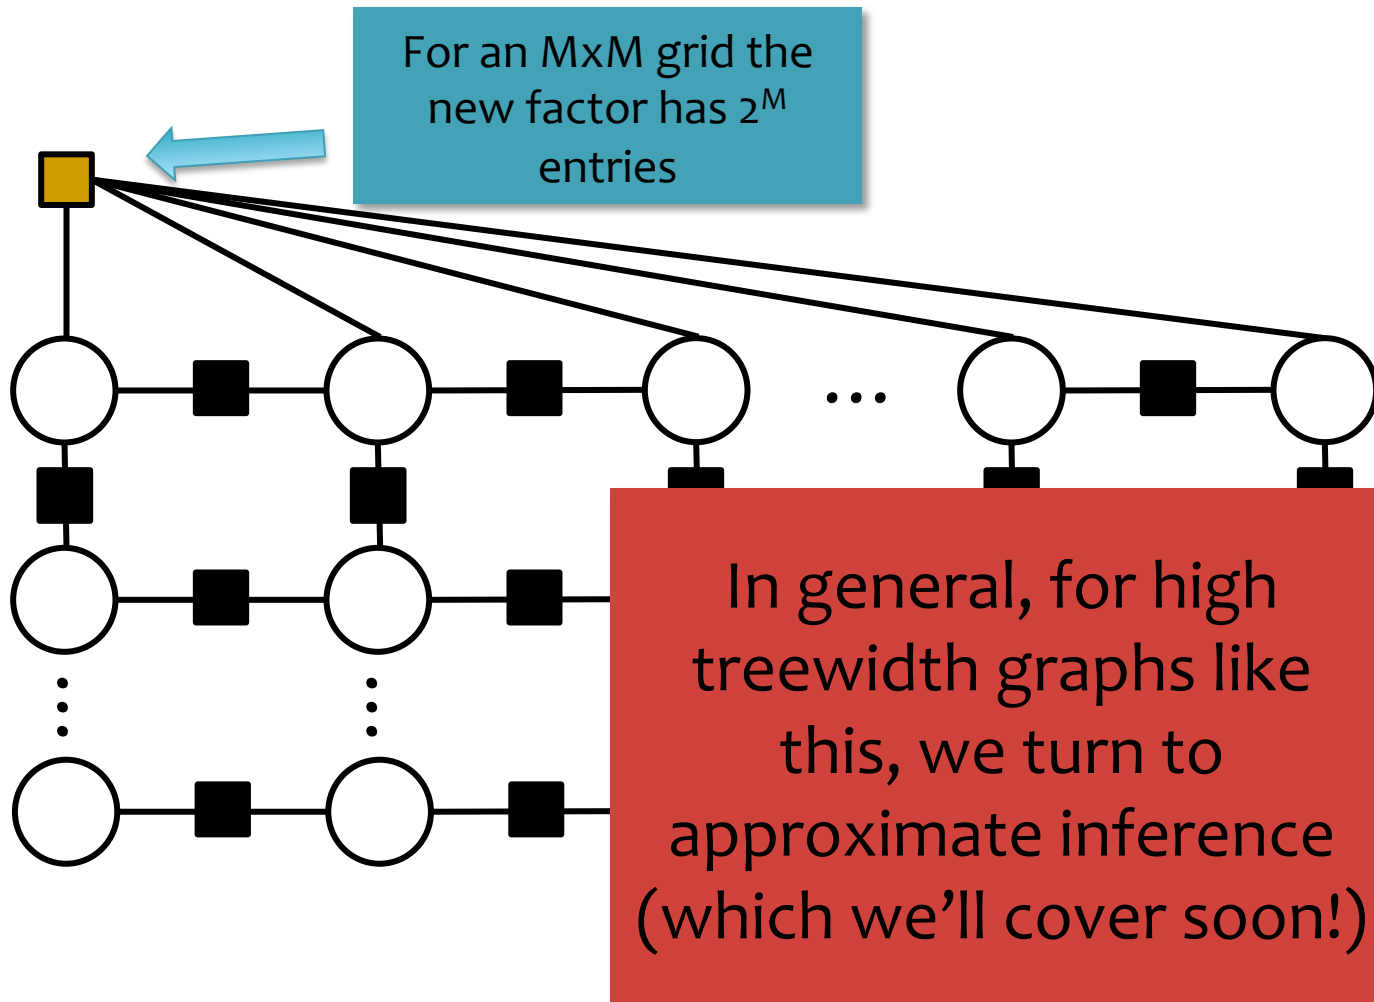 For an MxM grid the
new factor has 2ᴹ
entries
...
In general, for high
treewidth graphs like
this, we turn to
approximate inference
(which we’ll cover soon!)